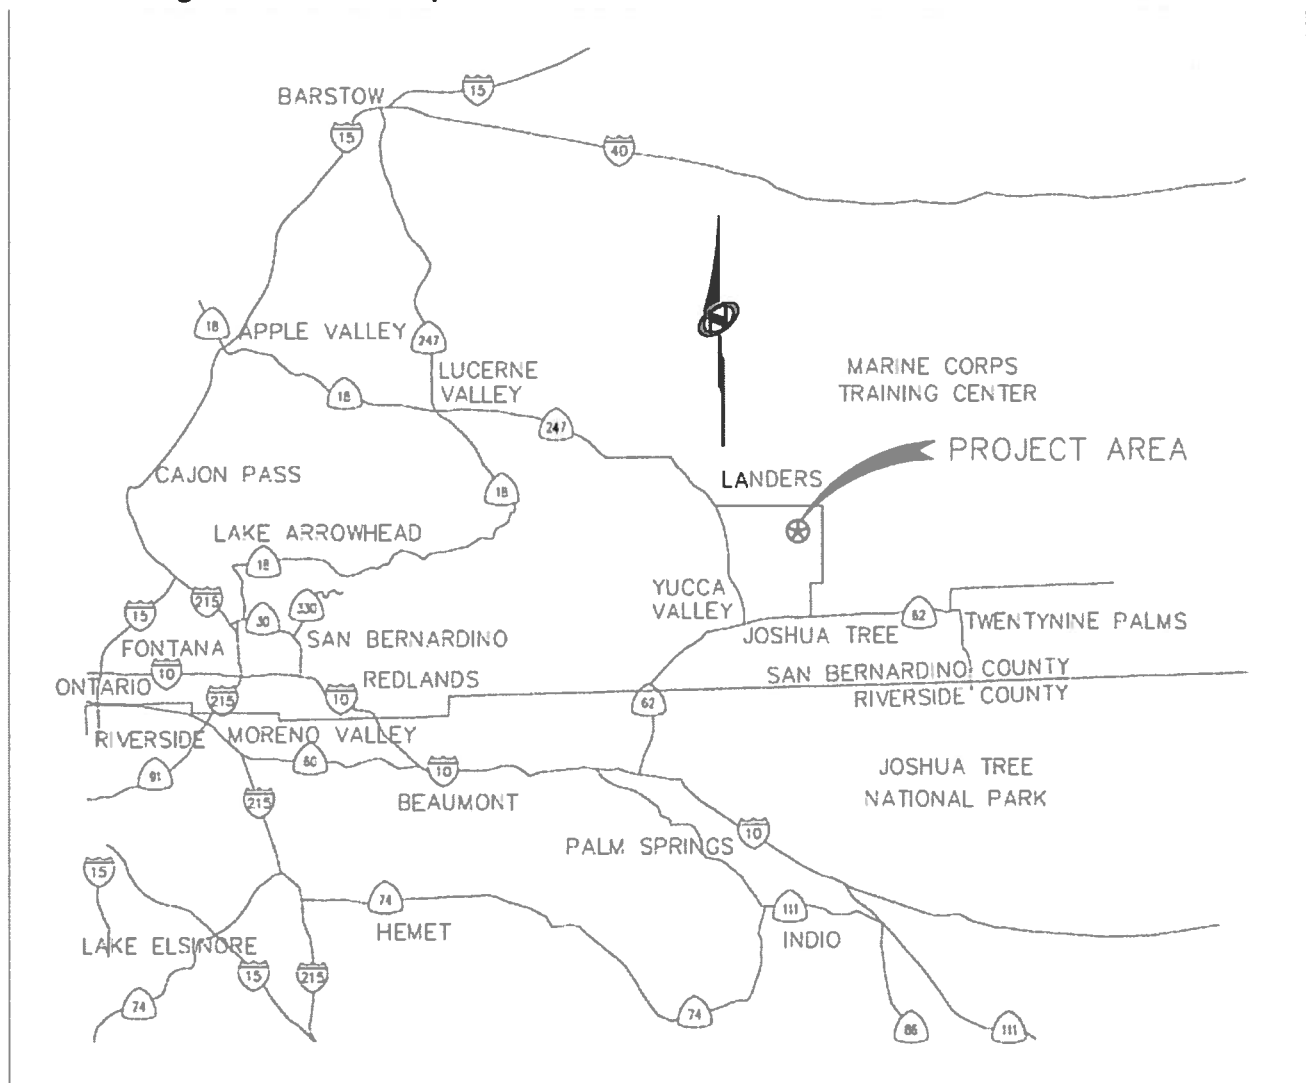 BARSTOW
15
15
40
18
APPLE VALLEY
247
LUCERNE
VALLEY
18
247
MARINE CORPS
TRAINING CENTER
PROJECT AREA
CAJON PASS
LANDERS
18
LAKE ARROWHEAD
18
YUCCA
VALLEY
215
330
15
30
62
FONTANA
SAN BERNARDINO
JOSHUA TREE
TWENTYNINE PALMS
10
ONTARIO
REDLANDS
SAN BERNARDINO COUNTY
RIVERSIDE COUNTY
215
10
62
RIVERSIDE
MORENO VALLEY
60
91
10
JOSHUA TREE
NATIONAL PARK
215
BEAUMONT
10
PALM SPRINGS
15
74
111
HEMET
INDIO
LAKE ELSINORE
15
215
74
74
86
111
N